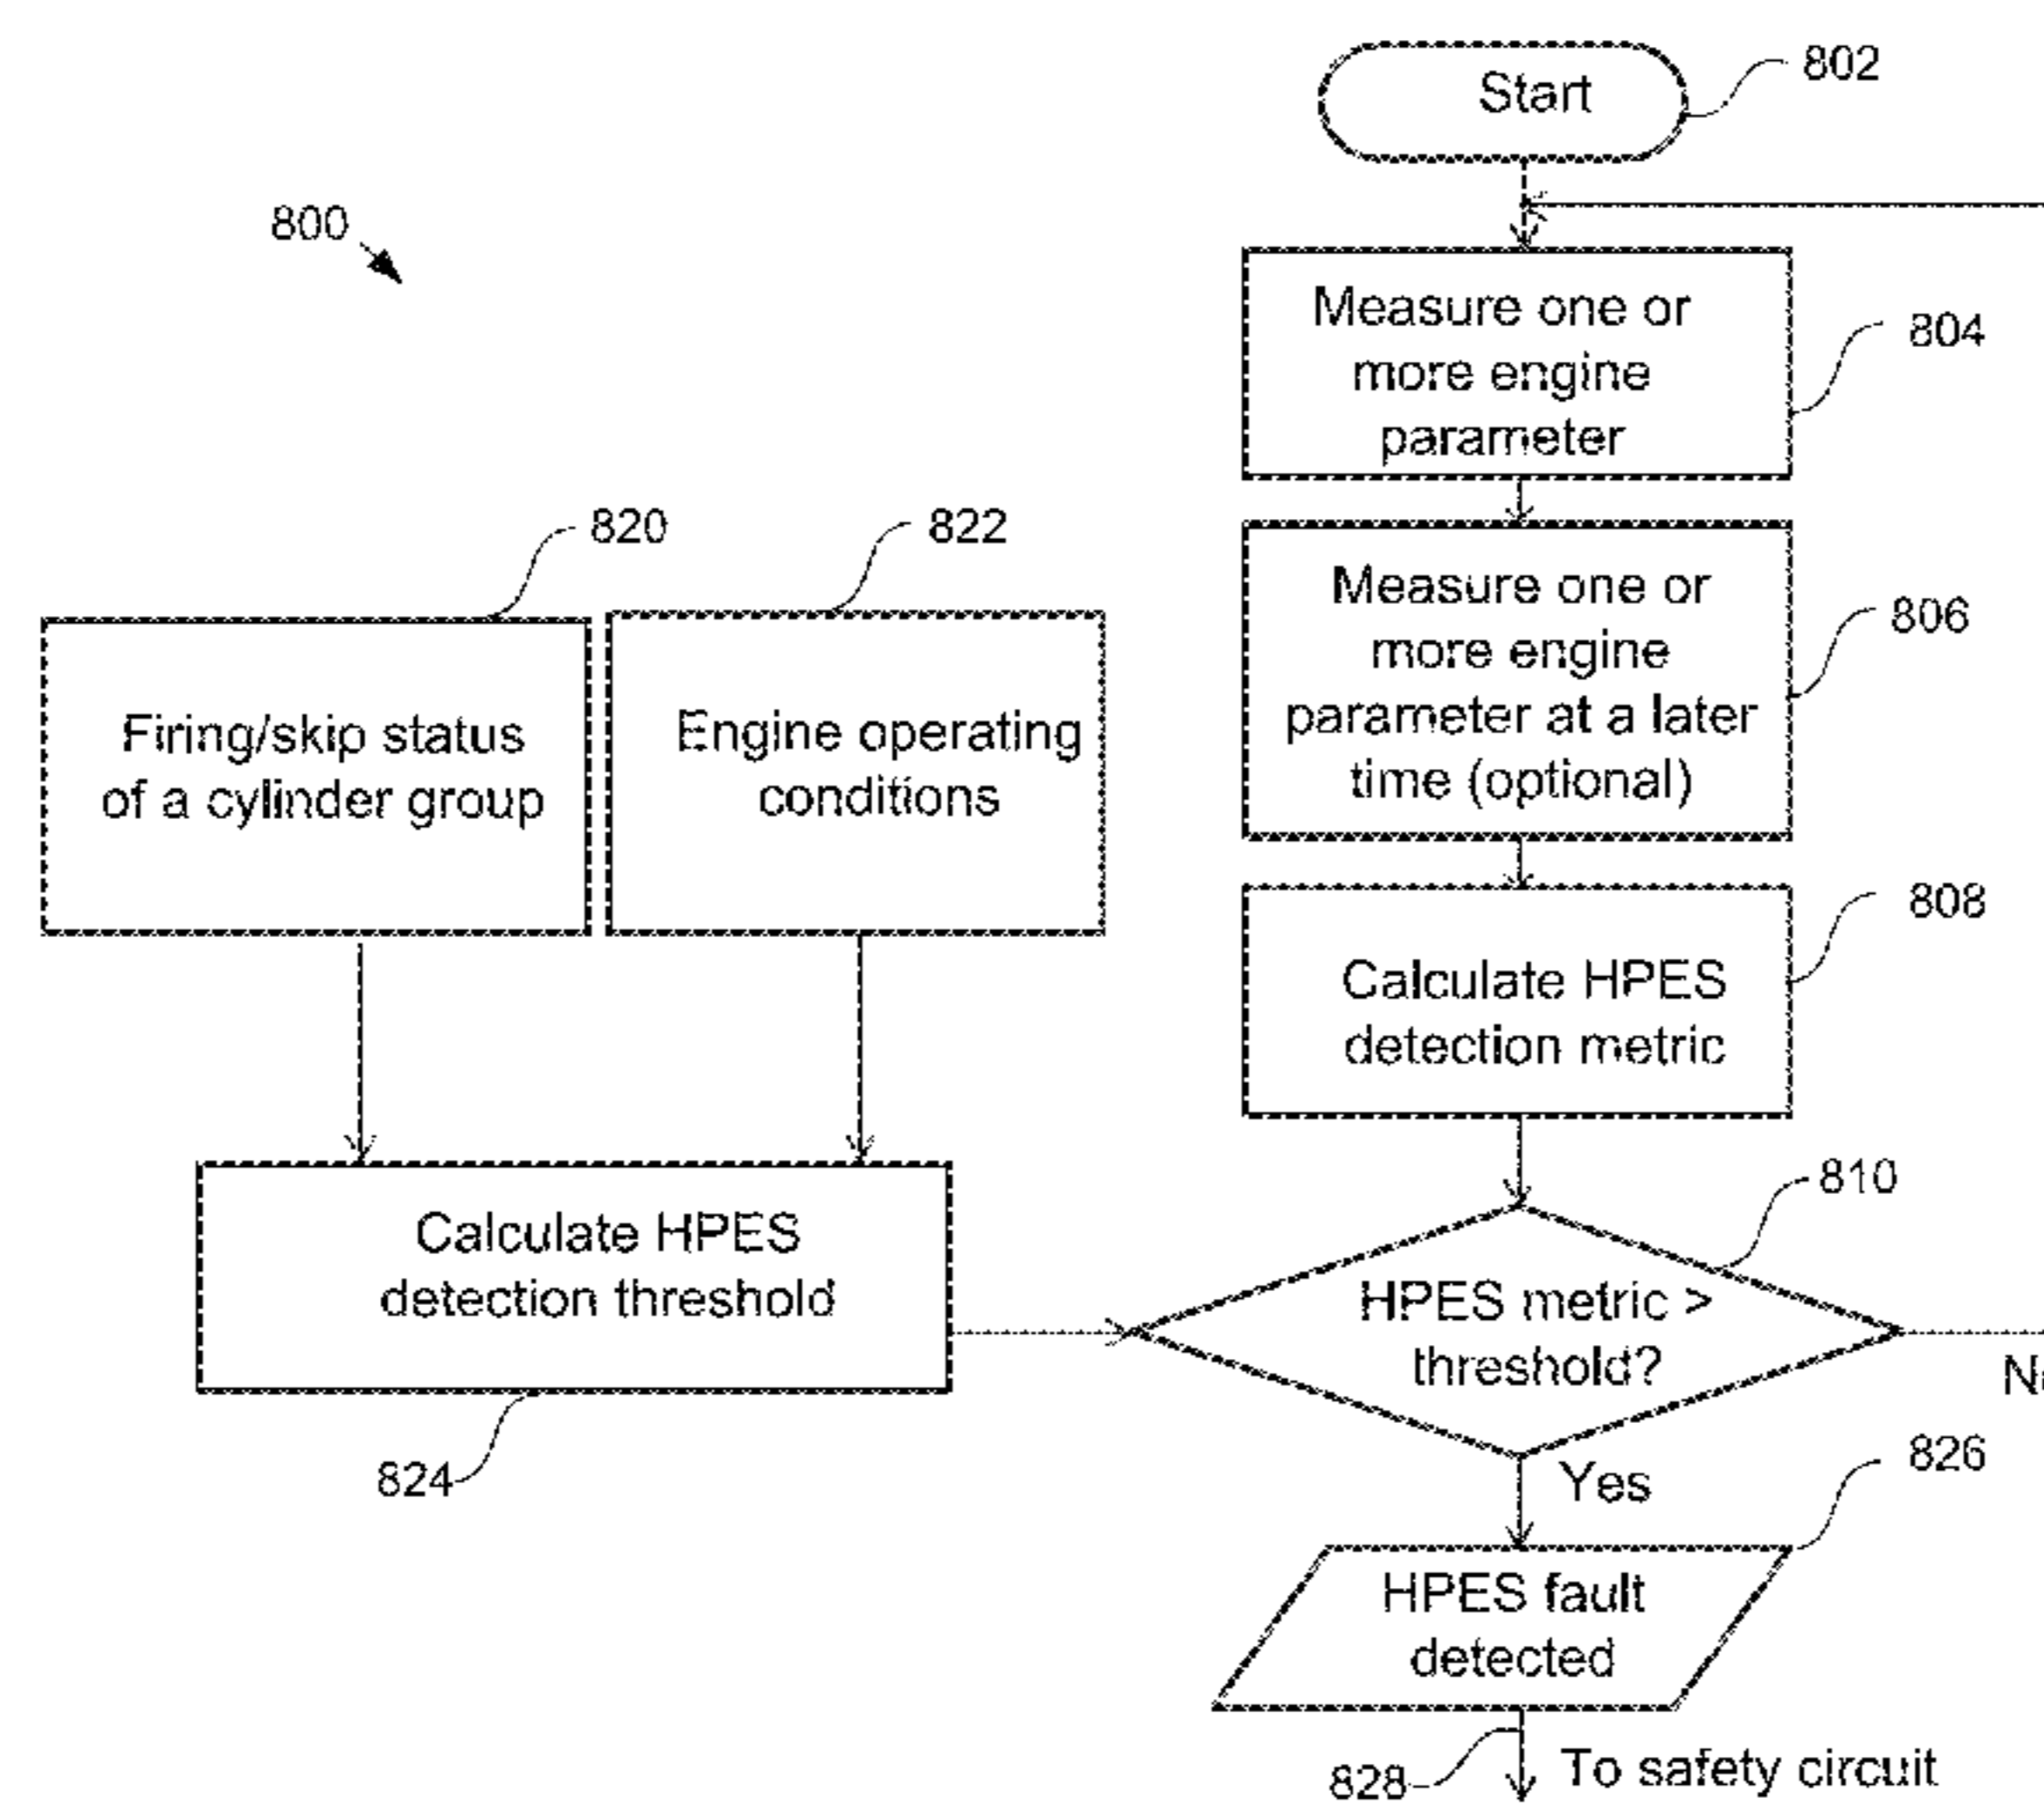 Start
802
800
Measure one or
more engine
parameter
804
820
822
Measure one or
more engine
parameter at a later
time (optional)
806
Firing/skip status
of a cylinder group
Engine operating
conditions
Calculate HPES
detection metric
808
810
Calculate HPES
detection threshold
HPES metric >
threshold?
824
Yes
826
HPES fault
detected
828
To safety circuit